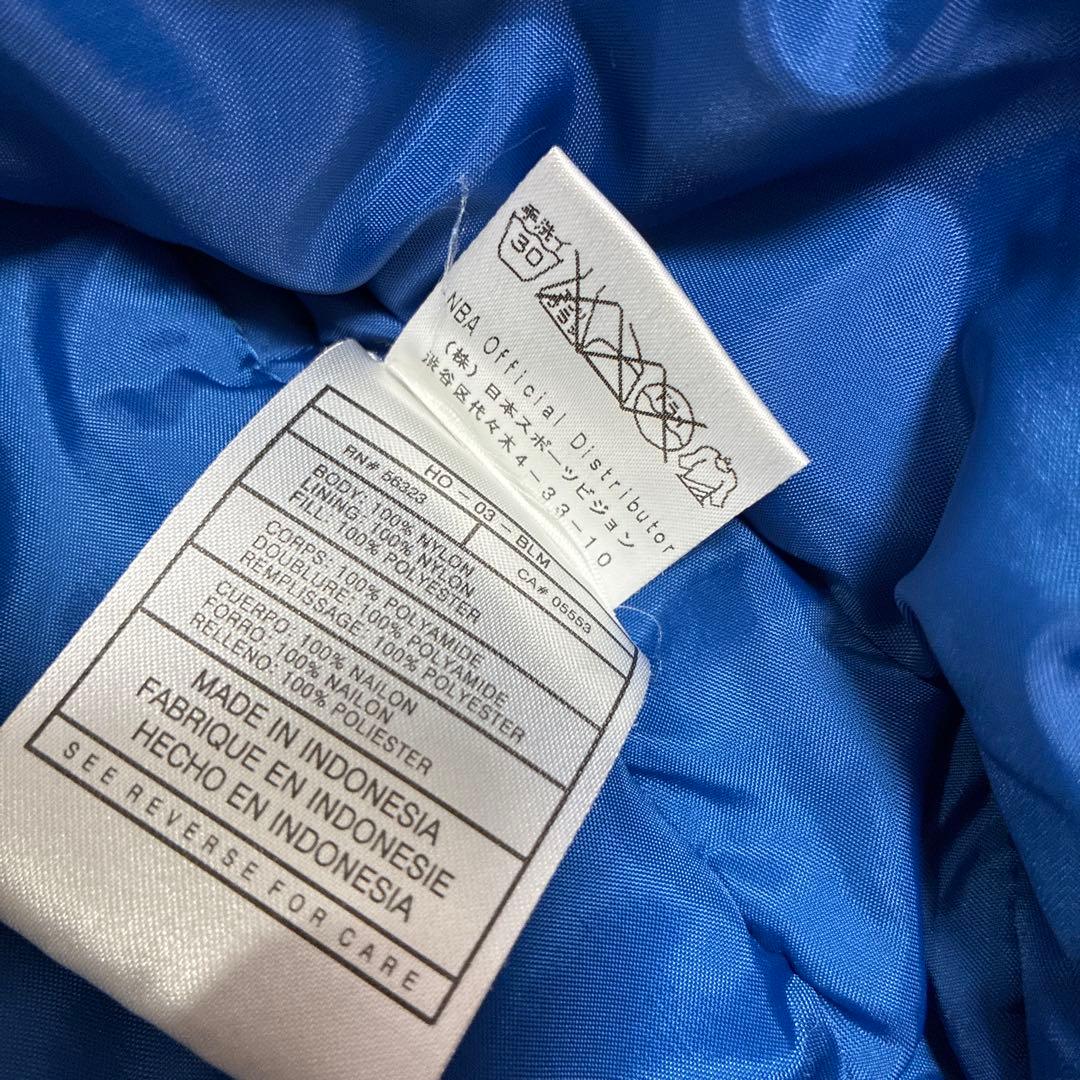 手洗イ
30
NBA Official Distributor
(株)日本スポーツビジョン
渋谷区代々木4-33-10
HO-03-BLM
RN# 56323
CA# 05553
BODY: 100% NYLON
LINING: 100% NYLON
FILL: 100% POLYESTER
CORPS: 100% POLYAMIDE
DOUBLURE: 100% POLYAMIDE
REMPLISSAGE: 100% POLYESTER
CUERPO: 100% NAILON
FORRO: 100% NAILON
RELLENO: 100% POLIESTER
MADE IN INDONESIA
FABRIQUE EN INDONESIE
HECHO EN INDONESIA
SEE REVERSE FOR CARE